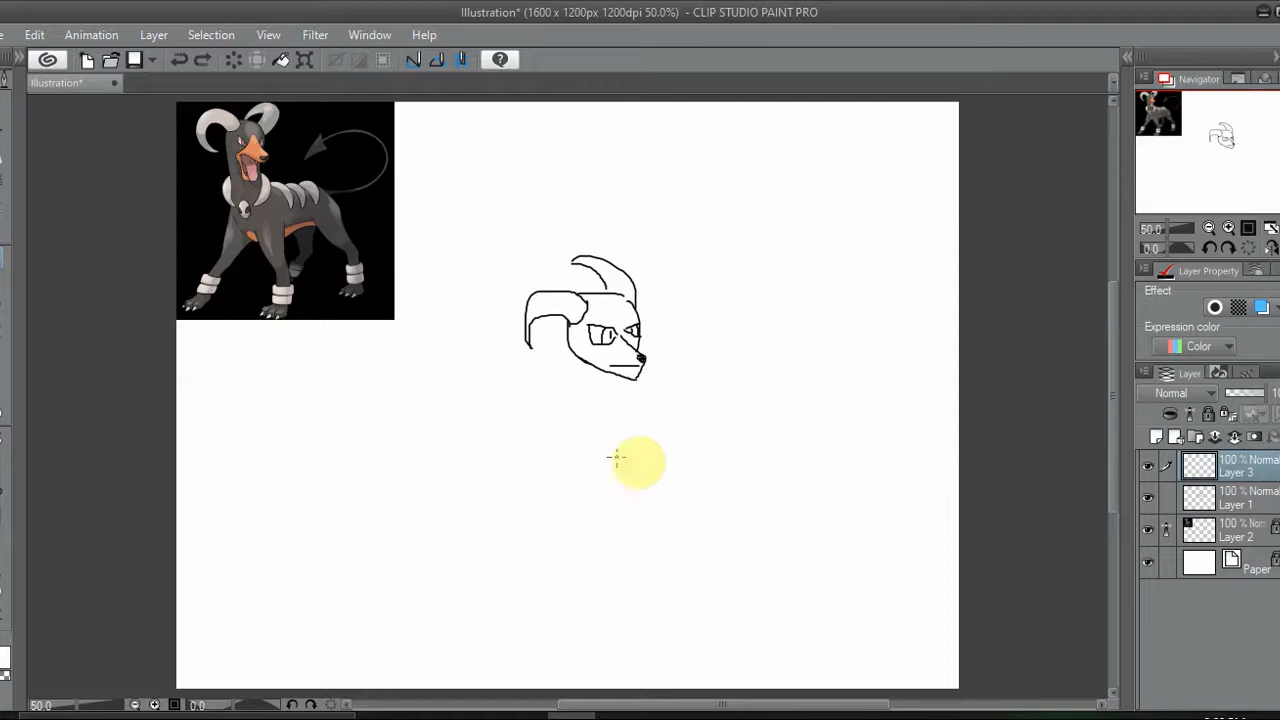 Illustration* (1600 x 1200px 1200dpi 50.0%) - CLIP STUDIO PAINT PRO
Edit Animation Layer Selection View Filter Window Help
Illustration*
Navigator
50.0
0.0
Layer Property
Effect
Expression color
Color
Layer
Normal
100 % Normal
Layer 3
100 % Normal
Layer 1
100 % Norm
Layer 2
Paper
50.0
0.0